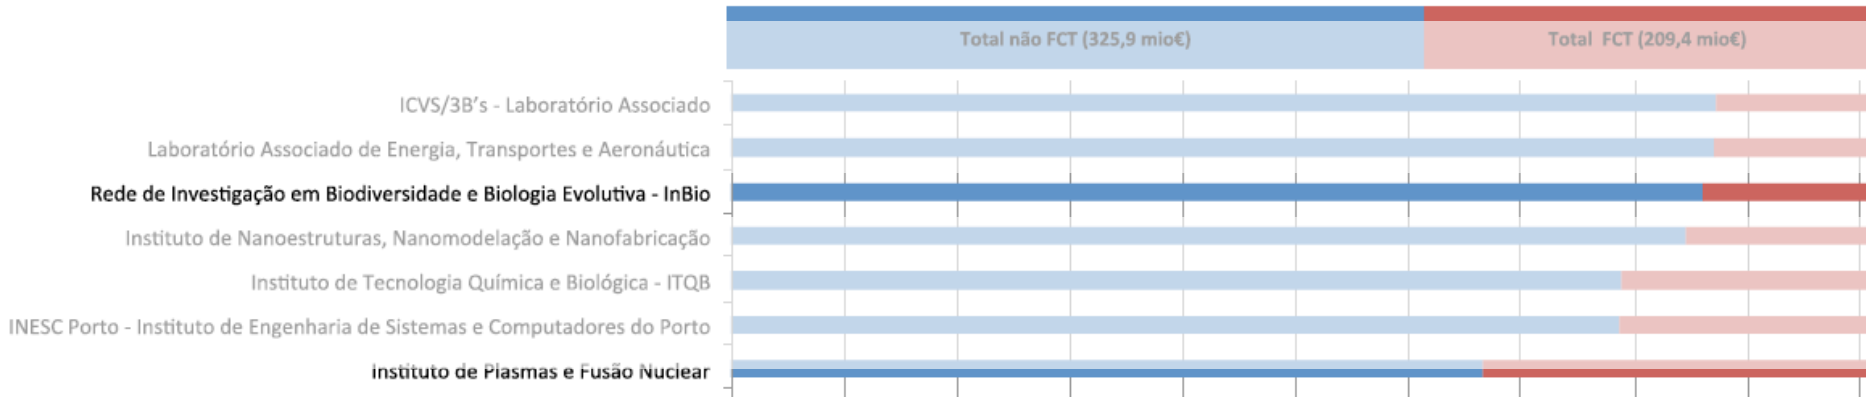 Total não FCT (325,9 mio€) Total FCT (209,4 mio€)
ICVS/3B's - Laboratório Associado
Laboratório Associado de Energia, Transportes e Aeronáutica
Rede de Investigação em Biodiversidade e Biologia Evolutiva - InBio
Instituto de Nanoestruturas, Nanomodelação e Nanofabricação
Instituto de Tecnologia Química e Biológica - ITQB
INESC Porto - Instituto de Engenharia de Sistemas e Computadores do Porto
Instituto de Plasmas e Fusão Nuclear